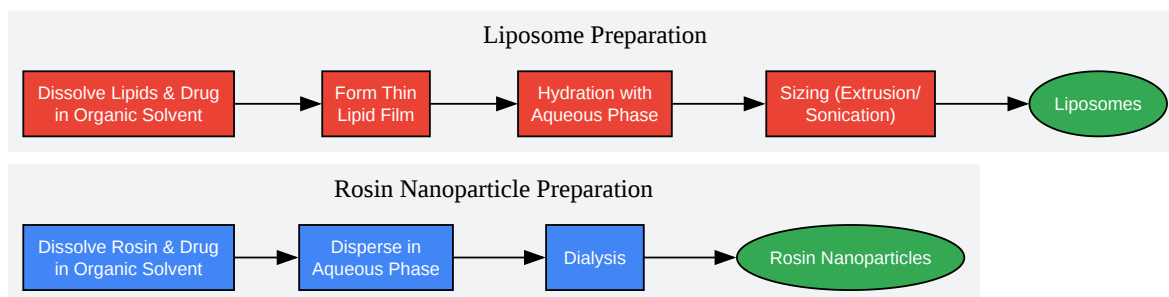 Liposome Preparation
Dissolve Lipids & Drug
in Organic Solvent
Form Thin
Lipid Film
Hydration with
Aqueous Phase
Sizing (Extrusion/
Sonication)
Liposomes
Rosin Nanoparticle Preparation
Dissolve Rosin & Drug
in Organic Solvent
Disperse in
Aqueous Phase
Dialysis
Rosin Nanoparticles